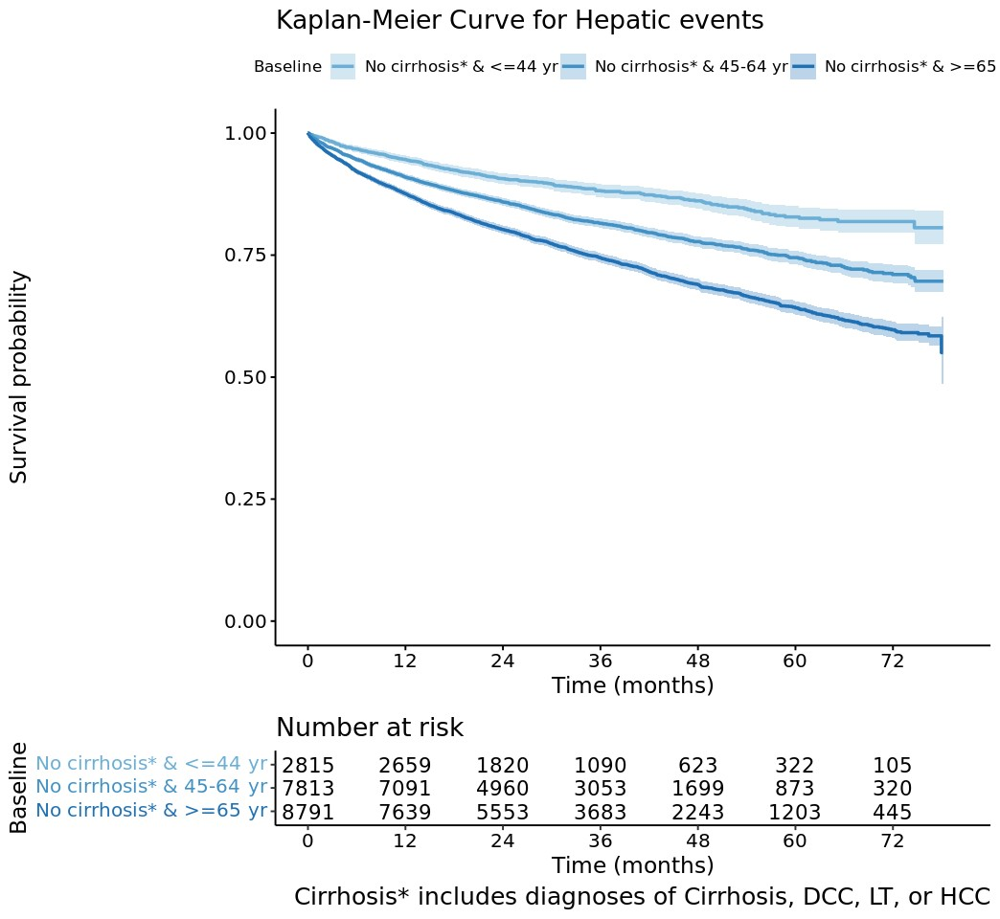 Kaplan-Meier Curve for Hepatic events
Baseline No cirrhosis* & <=44 yr No cirrhosis* & 45-64 yr No cirrhosis* & >=65
Survival probability
1.00
0.75
0.50
0.25
0.00
0 12 24 36 48 60 72
Time (months)
Number at risk
Baseline
No cirrhosis* & <=44 yr 2815 2659 1820 1090 623 322 105
No cirrhosis* & 45-64 yr 7813 7091 4960 3053 1699 873 320
No cirrhosis* & >=65 yr 8791 7639 5553 3683 2243 1203 445
0 12 24 36 48 60 72
Time (months)
Cirrhosis* includes diagnoses of Cirrhosis, DCC, LT, or HCC